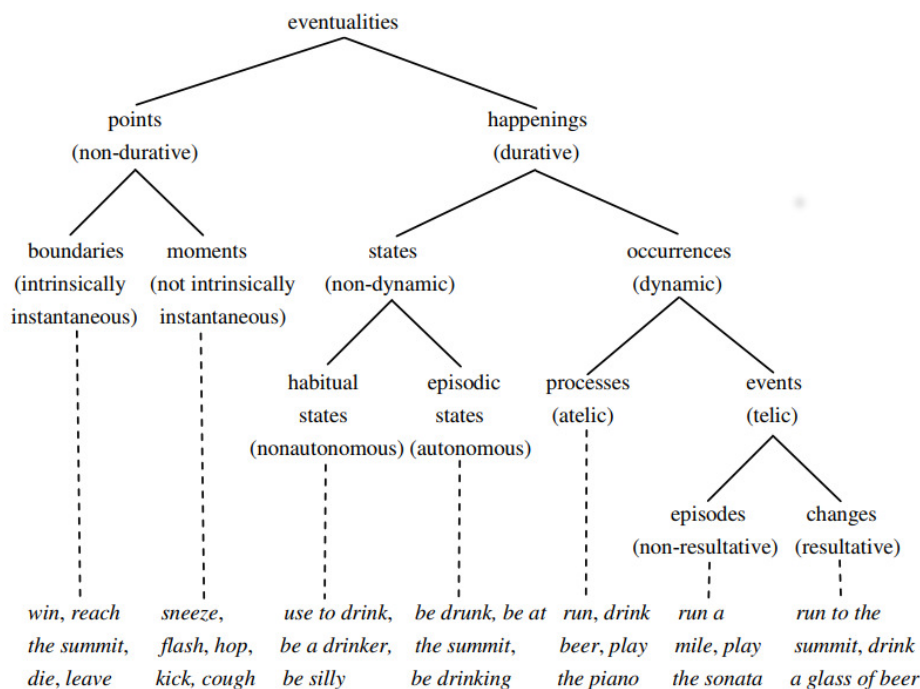 eventualities
points happenings
(non-durative) (durative)
boundaries moments states occurrences
(intrinsically (not intrinsically (non-dynamic) (dynamic)
instantaneous) instantaneous)
habitual episodic processes events
states states (atelic) (telic)
(nonautonomous) (autonomous)
episodes changes
(non-resultative) (resultative)
win, reach sneeze, use to drink, be drunk, be at run, drink run a run to the
the summit, flash, hop, be a drinker, the summit, beer, play mile, play summit, drink
die, leave kick, cough be silly be drinking the piano the sonata a glass of beer